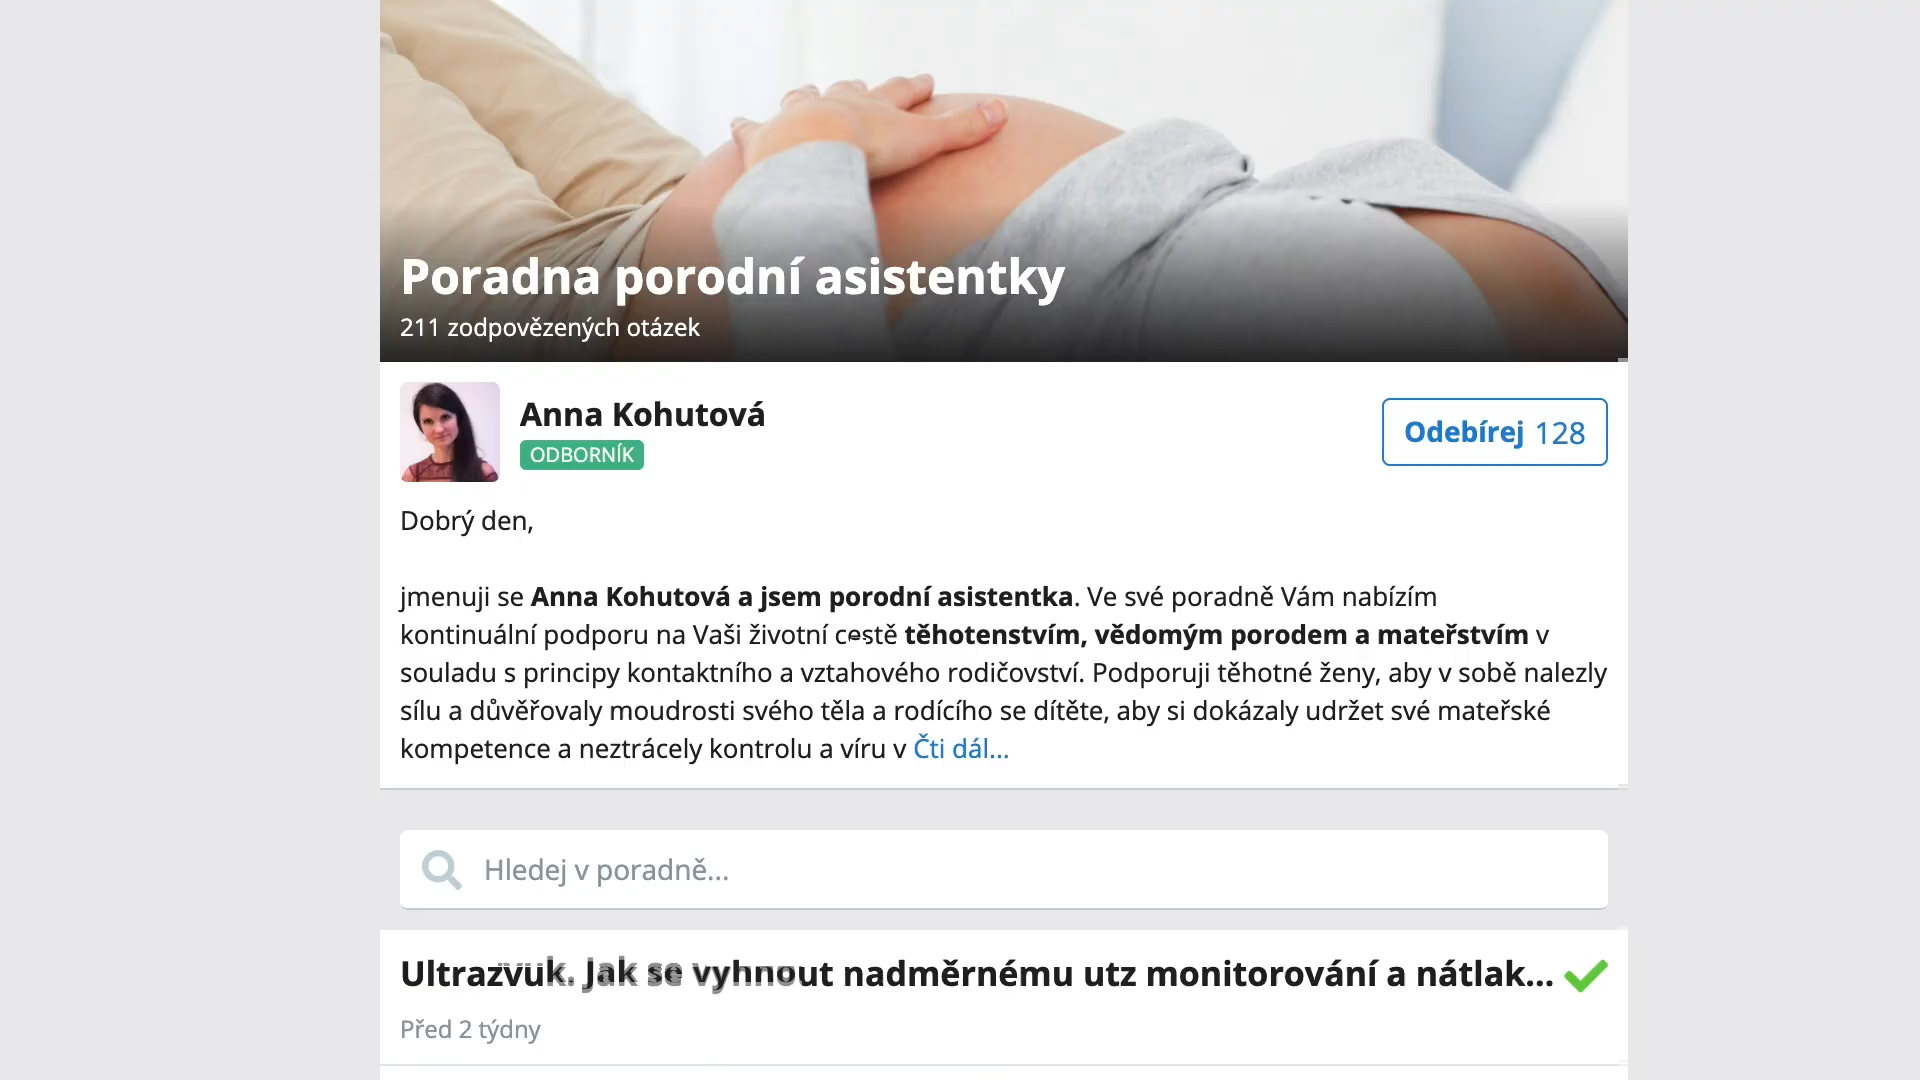 Poradna porodní asistentky
211 zodpovězených otázek
Anna Kohutová
ODBORNÍK
Odebírej 128
Dobrý den,
jmenuji se Anna Kohutová a jsem porodní asistentka. Ve své poradně Vám nabízím
kontinuální podporu na Vaši životní cestě těhotenstvím, vědomým porodem a mateřstvím v
souladu s principy kontaktního a vztahového rodičovství. Podporuji těhotné ženy, aby v sobě nalezly
sílu a důvěřovaly moudrosti svého těla a rodícího se dítěte, aby si dokázaly udržet své mateřské
kompetence a neztrácely kontrolu a víru v Čti dál...
Hledej v poradně...
Ultrazvuk. Jak se vyhnout nadměrnému utz monitorování a nátlak...
Před 2 týdny